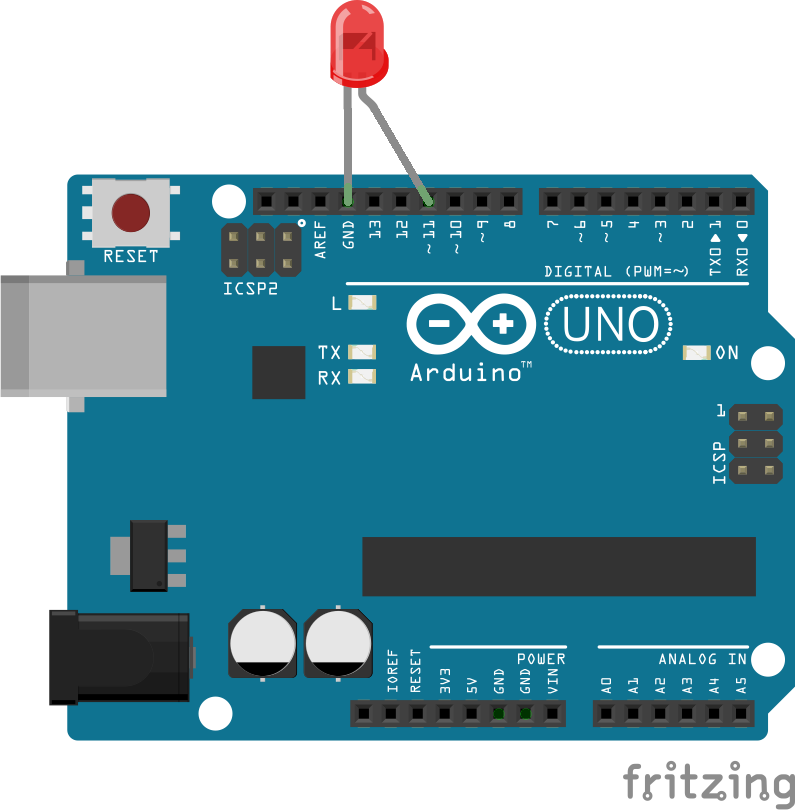 RESET
AREF
GND
13
12
~11
~10
~9
8
7
~6
~5
4
~3
2
TX0▶1
RX0◀0
ICSP2
DIGITAL (PWM=~)
L
TX
RX
UNO
Arduino™
ON
1
ICSP
POWER
ANALOG IN
IOREF
RESET
3V3
5V
GND
GND
VIN
A0
A1
A2
A3
A4
A5
fritzing